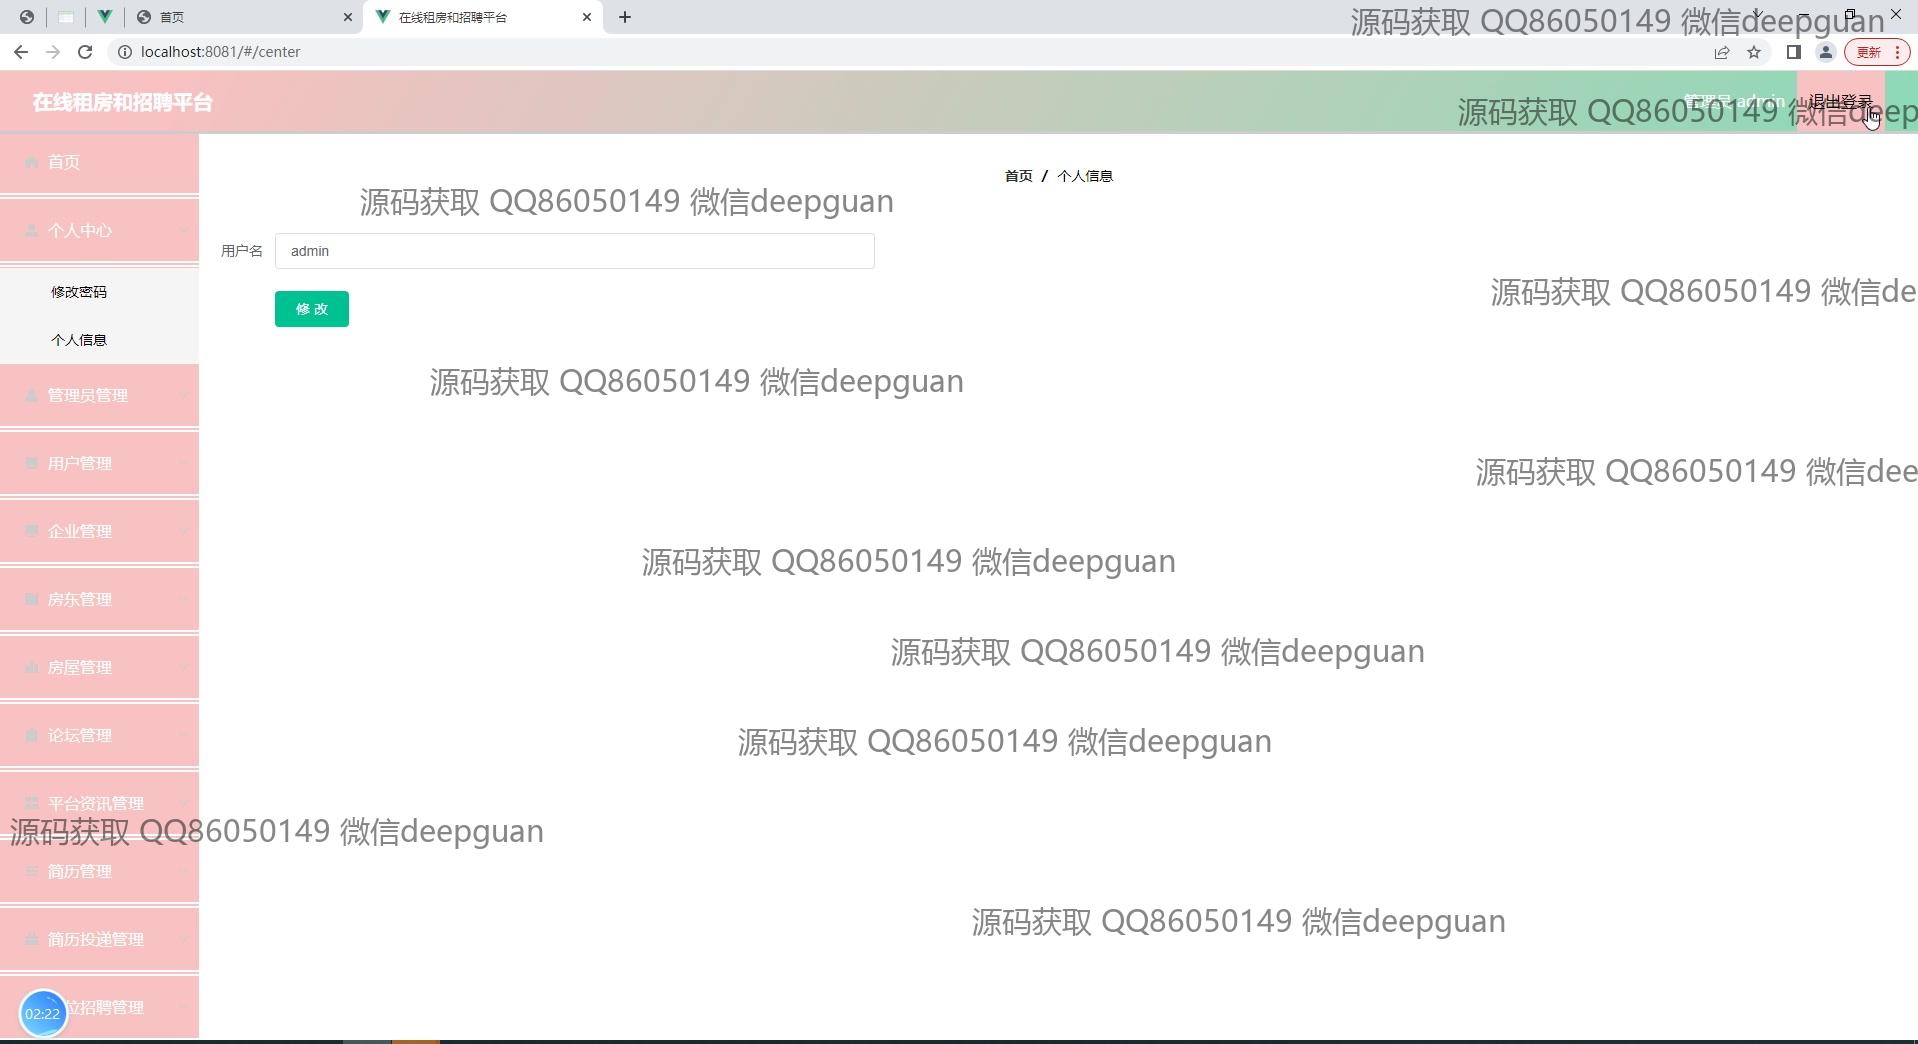 首页
在线租房和招聘平台
源码获取 QQ86050149 微信deepguan
localhost:8081/#/center
更新
在线租房和招聘平台
管理员 admin
退出登录
源码获取 QQ86050149 微信deep
首页
首页 / 个人信息
源码获取 QQ86050149 微信deepguan
个人中心
用户名 admin
修改密码
源码获取 QQ86050149 微信de
修 改
个人信息
源码获取 QQ86050149 微信deepguan
管理员管理
用户管理
源码获取 QQ86050149 微信dee
企业管理
源码获取 QQ86050149 微信deepguan
房东管理
源码获取 QQ86050149 微信deepguan
房屋管理
论坛管理
源码获取 QQ86050149 微信deepguan
平台资讯管理
源码获取 QQ86050149 微信deepguan
简历管理
源码获取 QQ86050149 微信deepguan
简历投递管理
位招聘管理
02:22